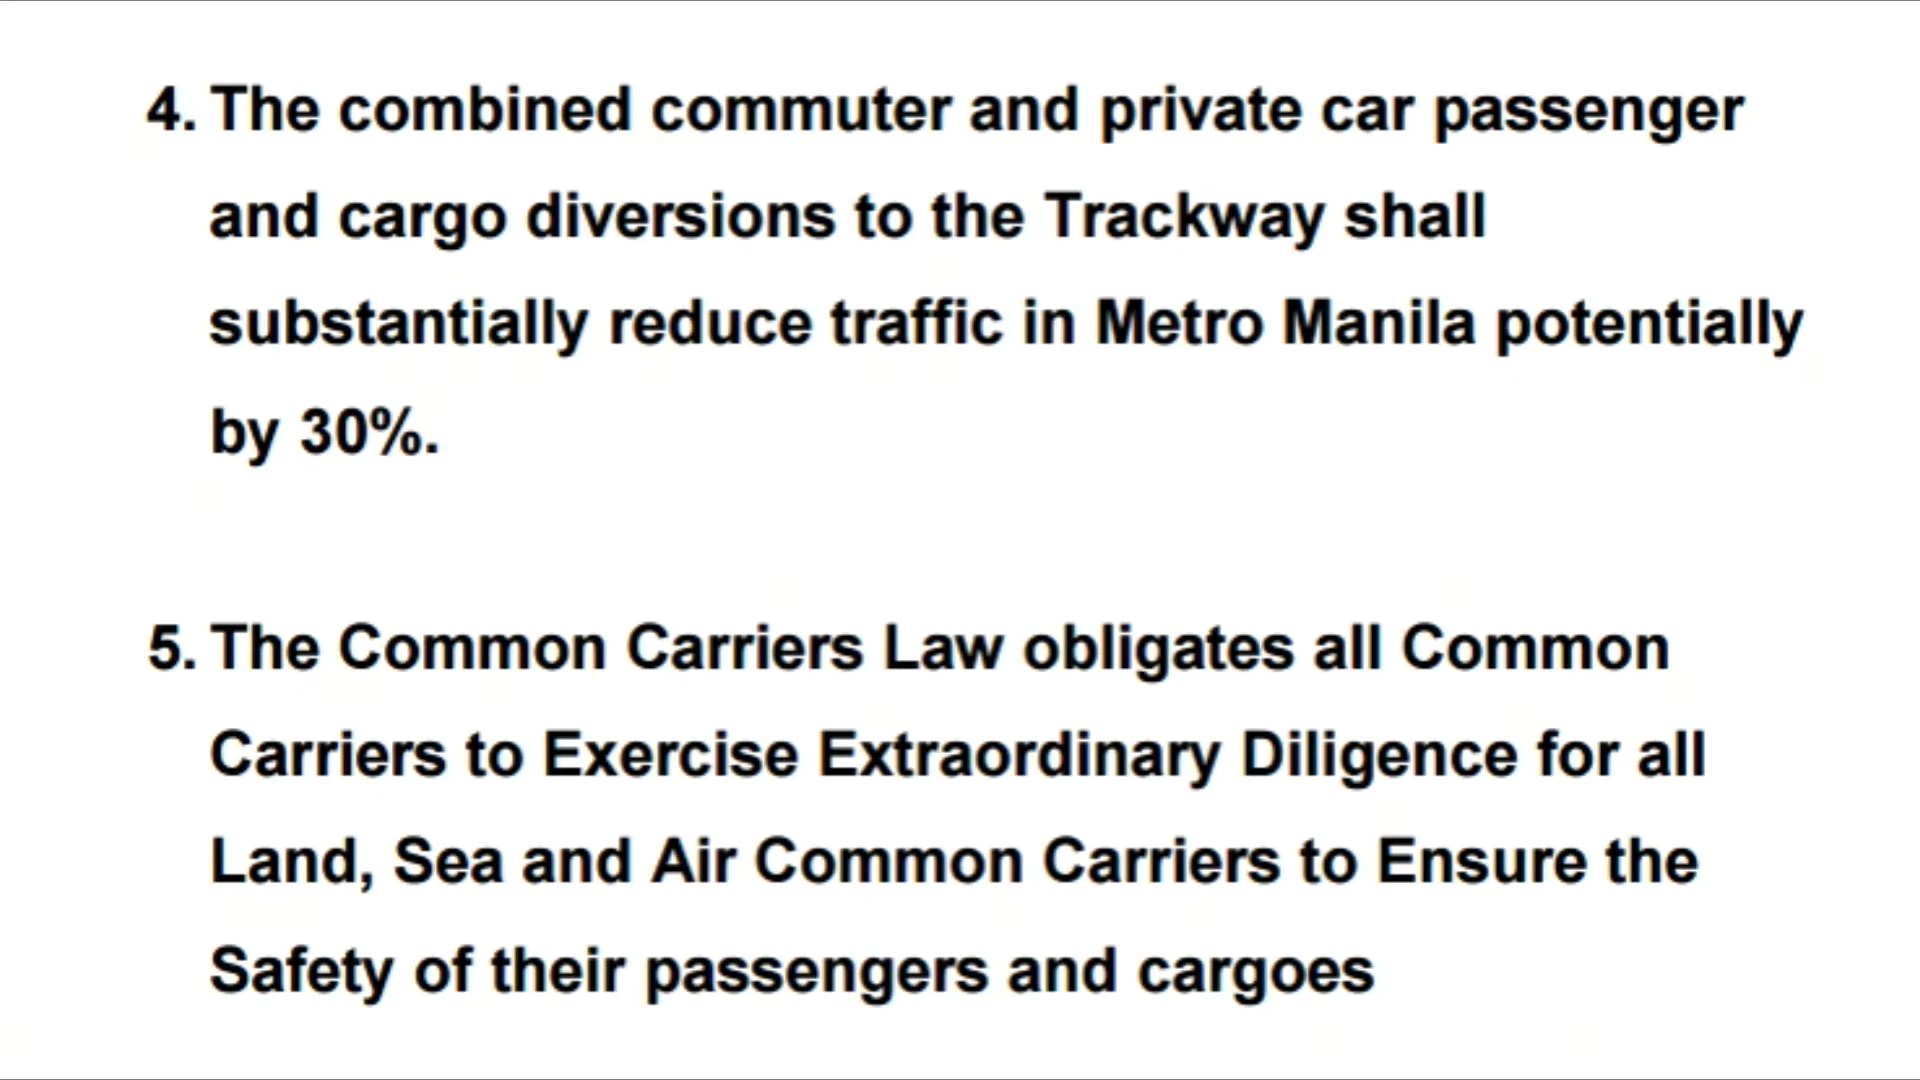 4. The combined commuter and private car passenger
and cargo diversions to the Trackway shall
substantially reduce traffic in Metro Manila potentially
by 30%.
5. The Common Carriers Law obligates all Common
Carriers to Exercise Extraordinary Diligence for all
Land, Sea and Air Common Carriers to Ensure the
Safety of their passengers and cargoes